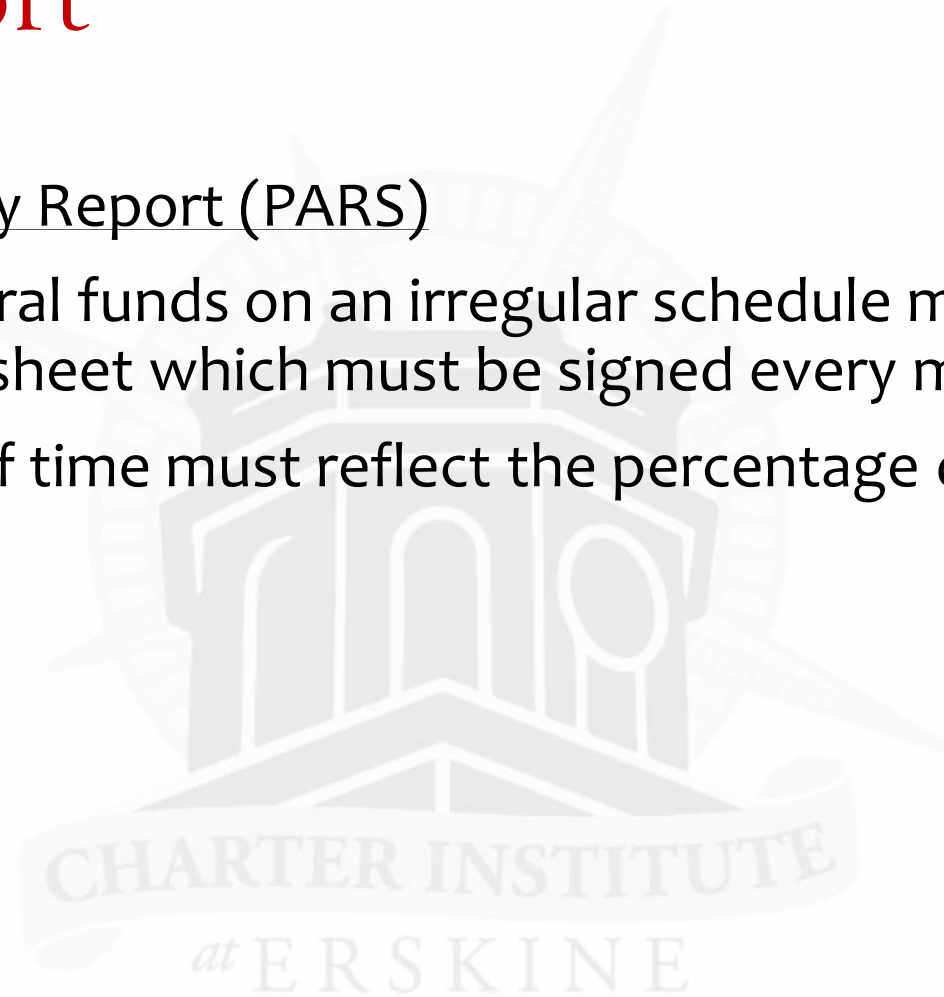 ort
y Report (PARS)
ral funds on an irregular schedule m
sheet which must be signed every m
f time must reflect the percentage
CHARTER INSTITUTE
at ERSKINE